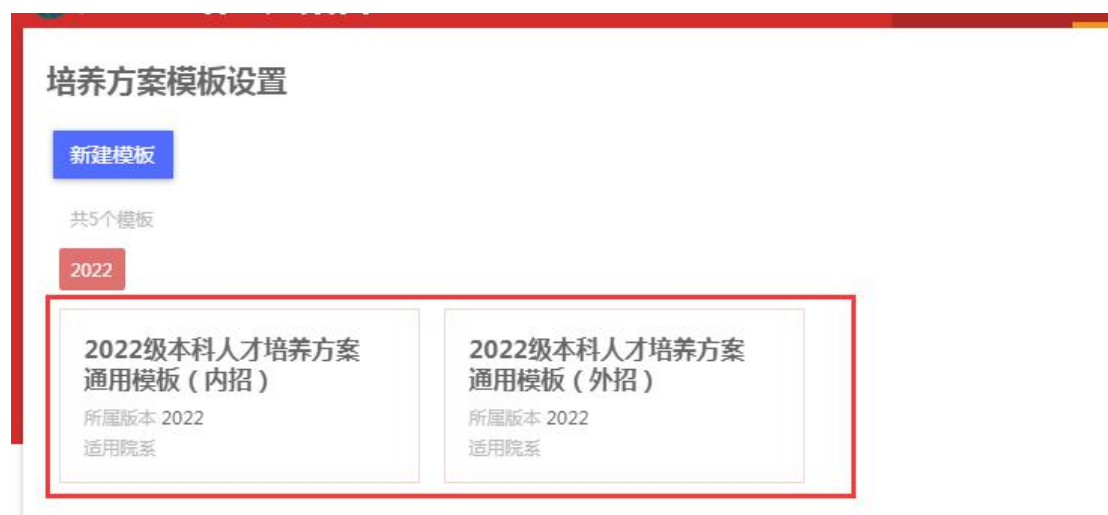 培养方案模板设置
新建模板
共5个模板
2022
2022级本科人才培养方案
通用模板（内招）
所属版本 2022
适用院系
2022级本科人才培养方案
通用模板（外招）
所属版本 2022
适用院系